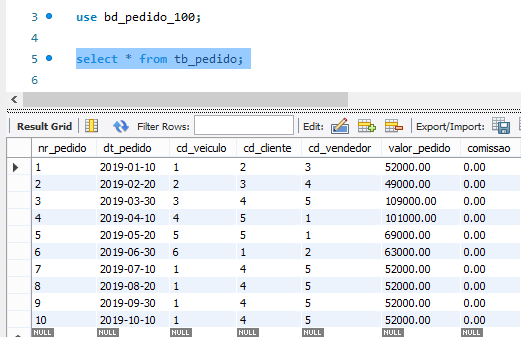 3 use bd_pedido_100;
4
5 select * from tb_pedido;
6
Result Grid Filter Rows: Edit: Export/Import:
nr_pedido dt_pedido cd_veiculo cd_cliente cd_vendedor valor_pedido comissao
1 2019-01-10 1 2 3 52000.00 0.00
2 2019-02-20 2 3 4 49000.00 0.00
3 2019-03-30 3 4 5 109000.00 0.00
4 2019-04-10 4 5 1 101000.00 0.00
5 2019-05-20 5 5 1 69000.00 0.00
6 2019-06-30 6 1 2 63000.00 0.00
7 2019-07-10 1 4 5 52000.00 0.00
8 2019-08-20 1 4 5 52000.00 0.00
9 2019-09-30 1 4 5 52000.00 0.00
10 2019-10-10 1 4 5 52000.00 0.00
NULL NULL NULL NULL NULL NULL NULL